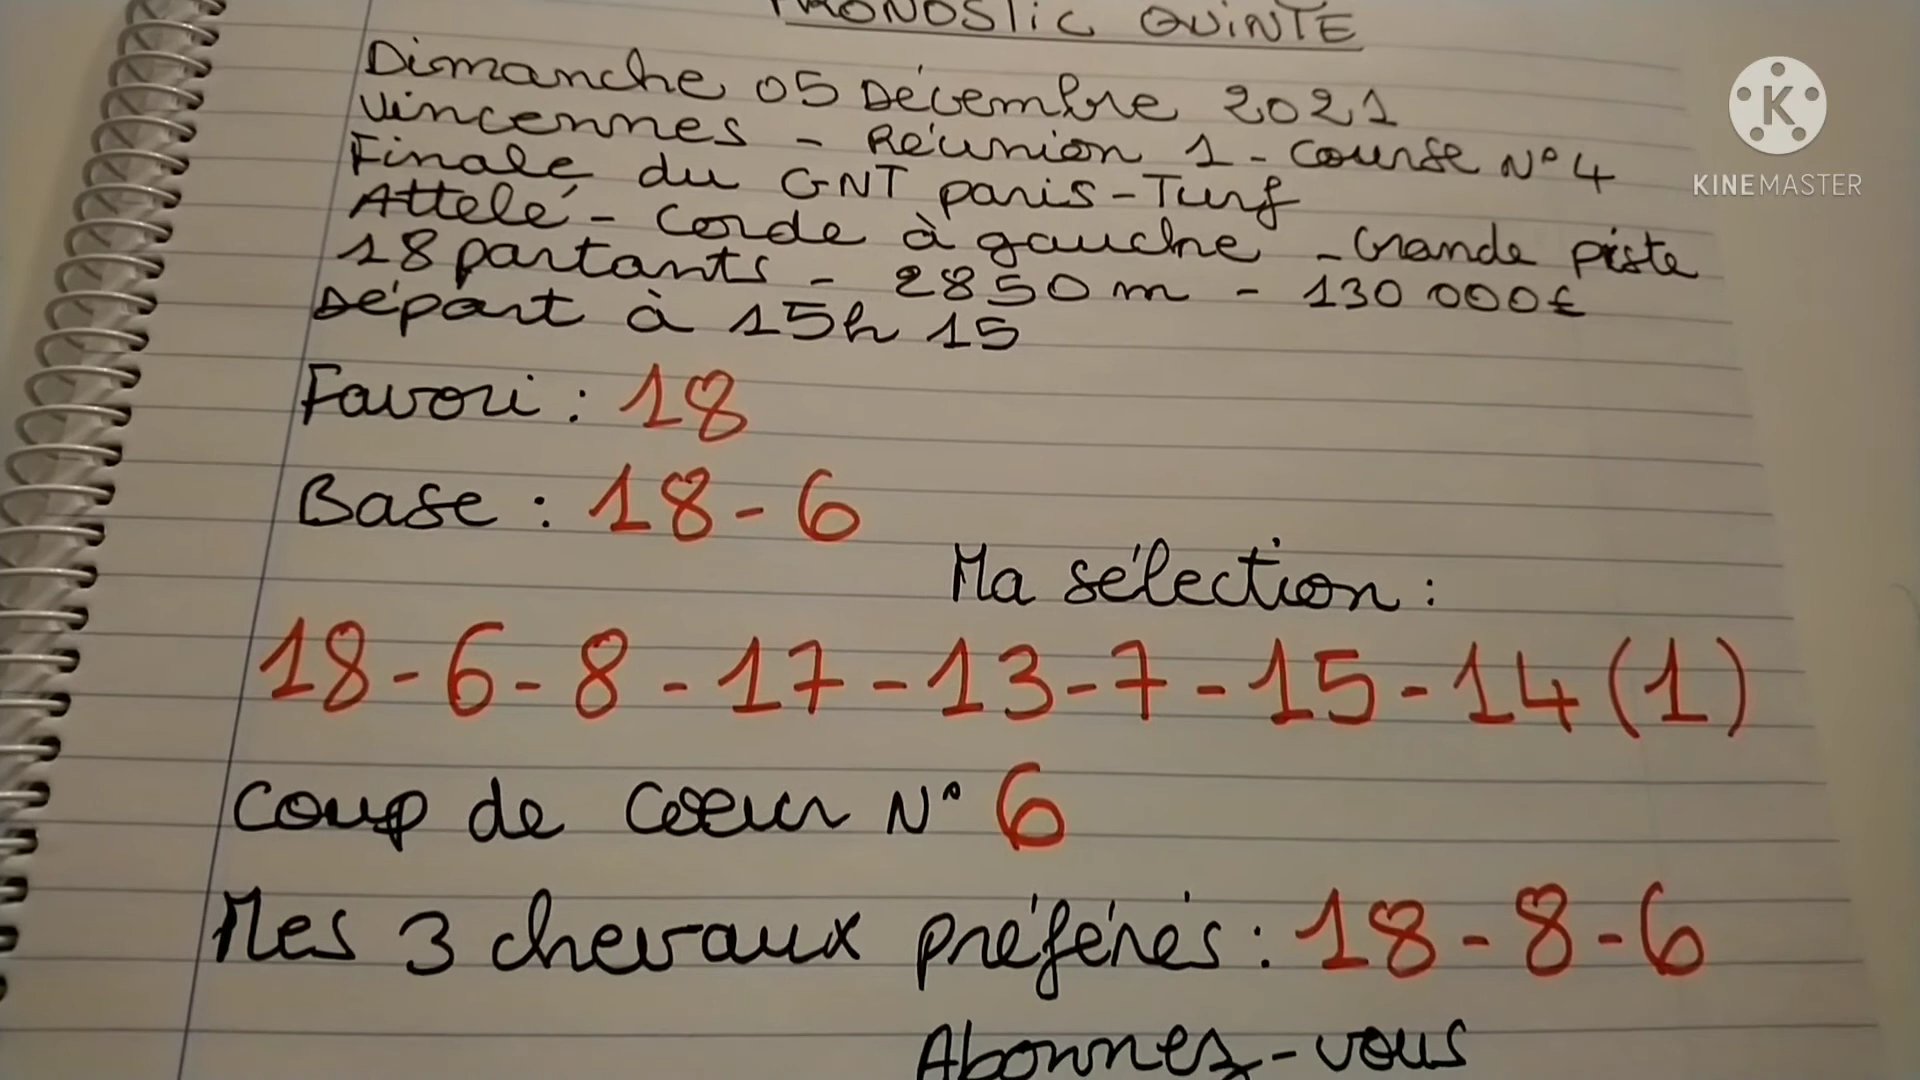 PRONOSTIC QUINTE
Dimanche 05 Décembre 2021
Vincennes - Réunion 1 - Course N° 4
Finale du GNT paris-Turf
Attelé - Corde à gauche - Grande piste
18 partants - 2850 m - 130 000€
Départ à 15h 15
Favori : 18
Base : 18 - 6
Ma sélection :
18 - 6 - 8 - 17 - 13 - 7 - 15 - 14 (1)
Coup de Coeur N° 6
Mes 3 chevaux préférés : 18 - 8 - 6
Abonnez-vous
K
KINEMASTER